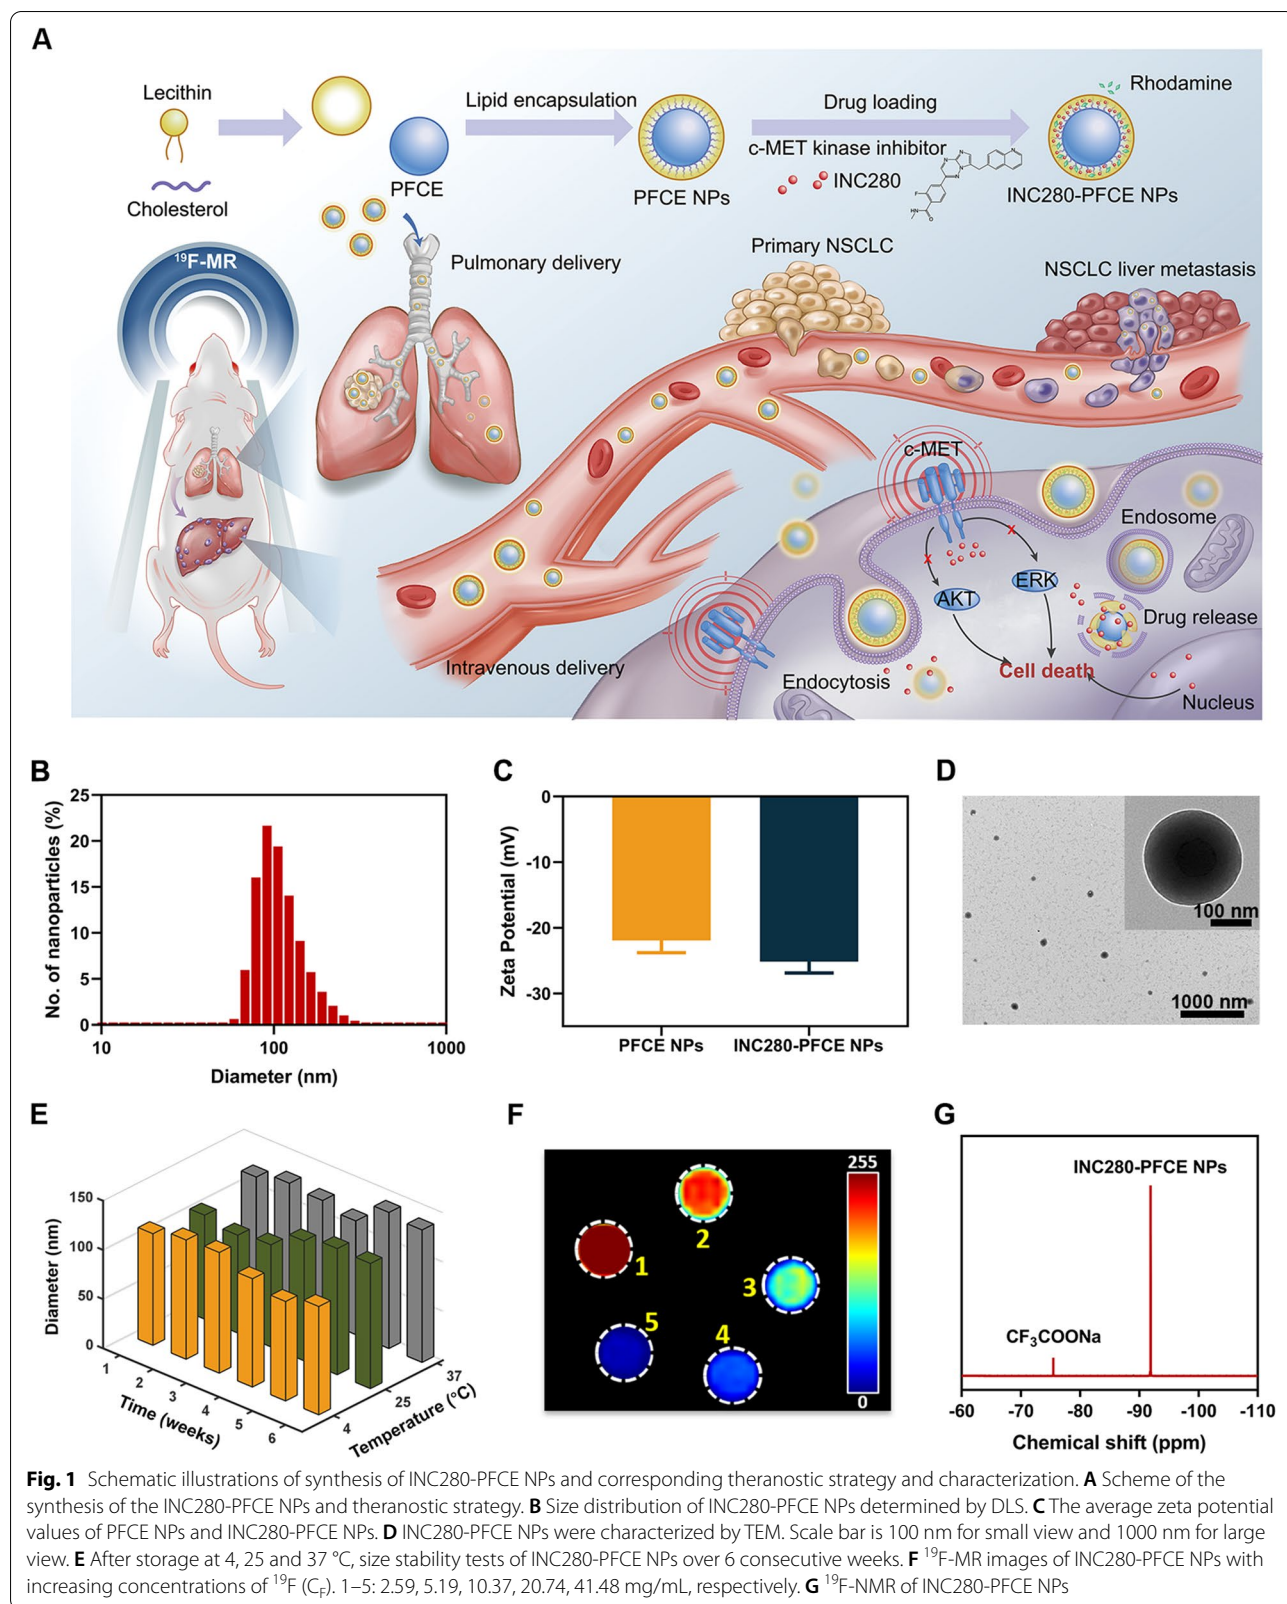 A
Lecithin
Cholesterol
PFCE
Lipid encapsulation
PFCE NPs
Drug loading
c-MET kinase inhibitor
INC280
F
N
N
N
N
N
N
HN
O
Rhodamine
INC280-PFCE NPs
¹⁹F-MR
Pulmonary delivery
Primary NSCLC
NSCLC liver metastasis
c-MET
Endosome
AKT
ERK
Drug release
Cell death
Endocytosis
Nucleus
Intravenous delivery
B
No. of nanoparticles (%)
25
20
15
10
5
0
10
100
1000
Diameter (nm)
C
Zeta Potential (mV)
0
-10
-20
-30
PFCE NPs
INC280-PFCE NPs
D
100 nm
1000 nm
E
Diameter (nm)
150
100
50
0
1
2
3
4
5
6
Time (weeks)
4
25
37
Temperature (°C)
F
1
2
3
4
5
255
0
G
INC280-PFCE NPs
CF₃COONa
-60
-70
-80
-90
-100
-110
Chemical shift (ppm)
Fig. 1 Schematic illustrations of synthesis of INC280-PFCE NPs and corresponding theranostic strategy and characterization. A Scheme of the
synthesis of the INC280-PFCE NPs and theranostic strategy. B Size distribution of INC280-PFCE NPs determined by DLS. C The average zeta potential
values of PFCE NPs and INC280-PFCE NPs. D INC280-PFCE NPs were characterized by TEM. Scale bar is 100 nm for small view and 1000 nm for large
view. E After storage at 4, 25 and 37 °C, size stability tests of INC280-PFCE NPs over 6 consecutive weeks. F ¹⁹F-MR images of INC280-PFCE NPs with
increasing concentrations of ¹⁹F (C_F). 1–5: 2.59, 5.19, 10.37, 20.74, 41.48 mg/mL, respectively. G ¹⁹F-NMR of INC280-PFCE NPs